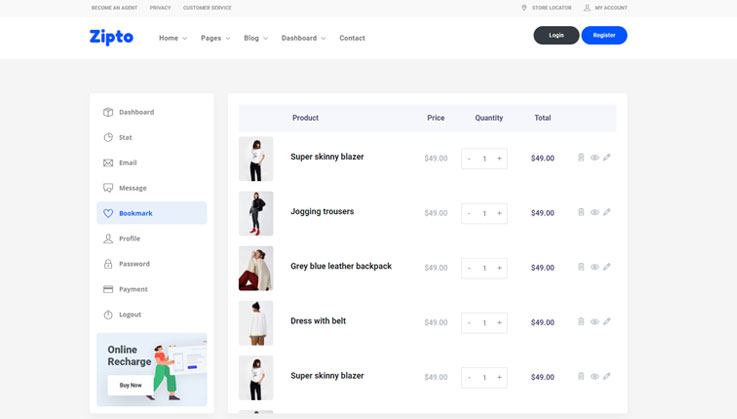 BECOME AN AGENT PRIVACY CUSTOMER SERVICE STORE LOCATOR MY ACCOUNT
Zipto Home Pages Blog Dashboard Contact Login Register
Dashboard
Stat
Email
Message
Bookmark
Profile
Password
Payment
Logout
Online
Recharge
Buy Now
Product Price Quantity Total
Super skinny blazer $49.00 - 1 + $49.00
Jogging trousers $49.00 - 1 + $49.00
Grey blue leather backpack $49.00 - 1 + $49.00
Dress with belt $49.00 - 1 + $49.00
Super skinny blazer $49.00 - 1 + $49.00